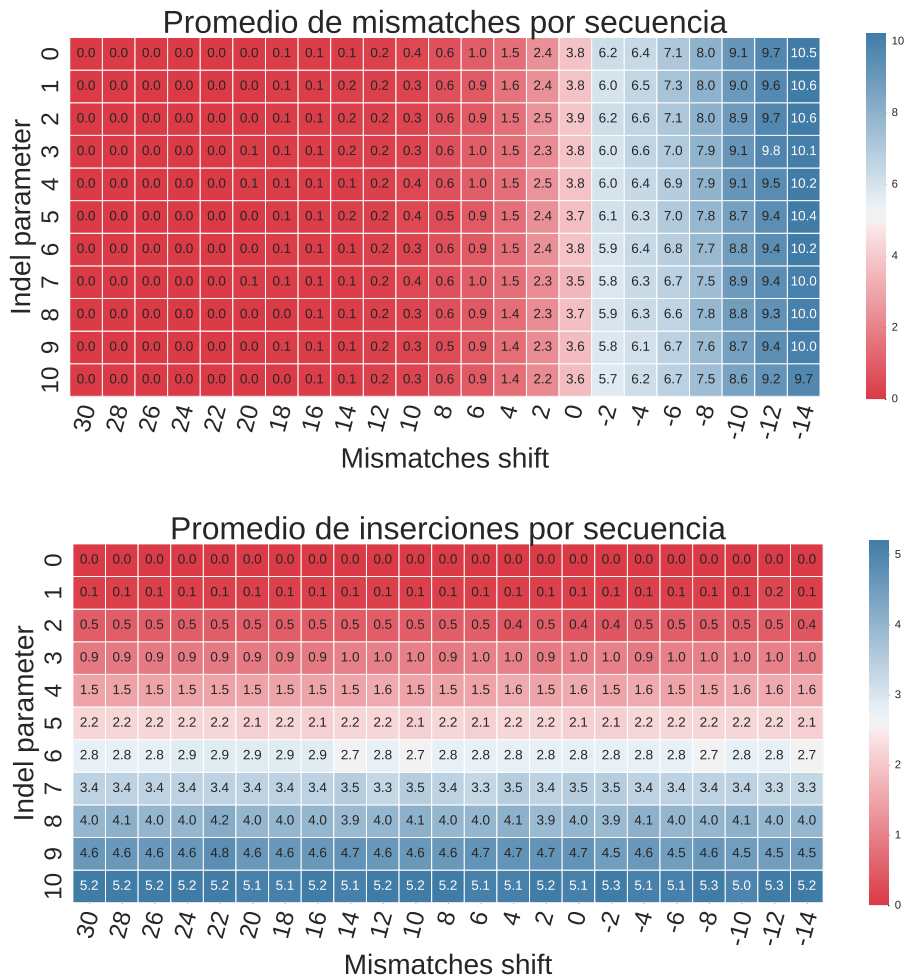 Promedio de mismatches por secuencia
0 0.0 0.0 0.0 0.0 0.0 0.0 0.1 0.1 0.1 0.2 0.4 0.6 1.0 1.5 2.4 3.8 6.2 6.4 7.1 8.0 9.1 9.7 10.5
1 0.0 0.0 0.0 0.0 0.0 0.0 0.1 0.1 0.1 0.2 0.3 0.6 0.9 1.6 2.4 3.8 6.0 6.5 7.3 8.0 9.0 9.6 10.6
2 0.0 0.0 0.0 0.0 0.0 0.0 0.1 0.1 0.1 0.2 0.3 0.6 0.9 1.5 2.5 3.9 6.2 6.6 7.1 8.0 8.9 9.7 10.6
3 0.0 0.0 0.0 0.0 0.0 0.1 0.1 0.1 0.2 0.2 0.3 0.6 1.0 1.5 2.3 3.8 6.0 6.6 7.0 7.9 9.1 9.8 10.1
4 0.0 0.0 0.0 0.0 0.0 0.0 0.1 0.1 0.1 0.2 0.4 0.6 1.0 1.5 2.5 3.8 6.0 6.4 6.9 7.9 9.1 9.5 10.2
5 0.0 0.0 0.0 0.0 0.0 0.0 0.1 0.1 0.2 0.2 0.4 0.5 0.9 1.5 2.4 3.7 6.1 6.3 7.0 7.8 8.7 9.4 10.4
6 0.0 0.0 0.0 0.0 0.0 0.0 0.0 0.1 0.1 0.2 0.3 0.6 0.9 1.5 2.4 3.8 5.9 6.4 6.8 7.7 8.8 9.4 10.2
7 0.0 0.0 0.0 0.0 0.0 0.1 0.1 0.1 0.2 0.2 0.4 0.6 0.9 1.5 2.3 3.5 5.8 6.3 6.7 7.5 8.9 9.4 10.0
8 0.0 0.0 0.0 0.0 0.0 0.0 0.0 0.1 0.1 0.2 0.3 0.6 0.9 1.4 2.3 3.7 5.9 6.3 6.6 7.8 8.8 9.3 10.0
9 0.0 0.0 0.0 0.0 0.0 0.0 0.1 0.1 0.1 0.2 0.3 0.5 0.9 1.4 2.3 3.6 5.8 6.1 6.7 7.6 8.7 9.4 10.0
10 0.0 0.0 0.0 0.0 0.0 0.0 0.0 0.1 0.1 0.2 0.3 0.6 0.9 1.4 2.2 3.6 5.7 6.2 6.7 7.5 8.6 9.2 9.7
30 28 26 24 22 20 18 16 14 12 10 8 6 4 2 0 -2 -4 -6 -8 -10 -12 -14
Indel parameter
Mismatches shift
10
8
6
4
2
0
Promedio de inserciones por secuencia
0 0.0 0.0 0.0 0.0 0.0 0.0 0.0 0.0 0.0 0.0 0.0 0.0 0.0 0.0 0.0 0.0 0.0 0.0 0.0 0.0 0.0 0.0 0.0
1 0.1 0.1 0.1 0.1 0.1 0.1 0.1 0.1 0.1 0.1 0.1 0.1 0.1 0.1 0.1 0.1 0.1 0.1 0.1 0.1 0.1 0.2 0.1
2 0.5 0.5 0.5 0.5 0.5 0.5 0.5 0.5 0.5 0.5 0.5 0.5 0.5 0.4 0.5 0.4 0.4 0.5 0.5 0.5 0.5 0.5 0.4
3 0.9 0.9 0.9 0.9 0.9 0.9 0.9 0.9 1.0 1.0 1.0 0.9 1.0 1.0 0.9 1.0 1.0 0.9 1.0 1.0 1.0 1.0 1.0
4 1.5 1.5 1.5 1.5 1.5 1.5 1.5 1.5 1.5 1.6 1.5 1.5 1.5 1.6 1.5 1.6 1.5 1.6 1.5 1.5 1.6 1.6 1.6
5 2.2 2.2 2.2 2.2 2.2 2.1 2.2 2.1 2.2 2.2 2.1 2.2 2.1 2.2 2.2 2.1 2.1 2.2 2.2 2.2 2.2 2.2 2.1
6 2.8 2.8 2.8 2.9 2.9 2.9 2.9 2.9 2.7 2.8 2.7 2.8 2.8 2.8 2.8 2.8 2.8 2.8 2.8 2.7 2.8 2.8 2.7
7 3.4 3.4 3.4 3.4 3.4 3.4 3.4 3.4 3.5 3.3 3.5 3.4 3.3 3.5 3.4 3.5 3.5 3.4 3.4 3.4 3.4 3.3 3.3
8 4.0 4.1 4.0 4.0 4.2 4.0 4.0 4.0 3.9 4.0 4.1 4.0 4.0 4.1 3.9 4.0 3.9 4.1 4.0 4.0 4.1 4.0 4.0
9 4.6 4.6 4.6 4.6 4.8 4.6 4.6 4.6 4.7 4.6 4.6 4.6 4.7 4.7 4.7 4.7 4.5 4.6 4.6 4.6 4.5 4.4 4.5
10 5.2 5.2 5.2 5.2 5.2 5.1 5.1 5.2 5.1 5.2 5.2 5.2 5.1 5.1 5.2 5.1 5.3 5.1 5.1 5.3 5.0 5.3 5.2
30 28 26 24 22 20 18 16 14 12 10 8 6 4 2 0 -2 -4 -6 -8 -10 -12 -14
Indel parameter
Mismatches shift
5
4
3
2
1
0